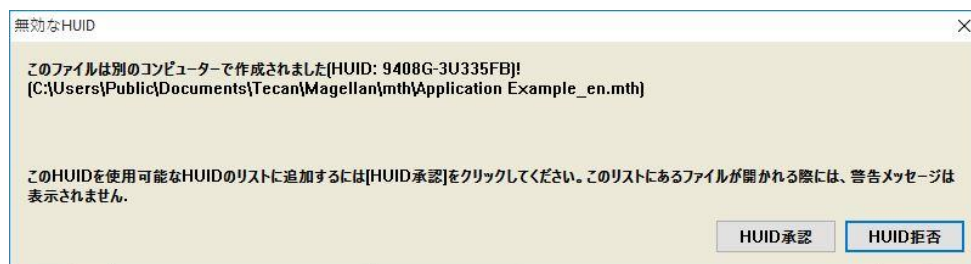 無効なHUID
このファイルは別のコンピューターで作成されました(HUID: 9408G-3U335FB)!
(C:\Users\Public\Documents\Tecan\Magellan\mth\Application Example_en.mth)
このHUIDを使用可能なHUIDのリストに追加するには[HUID承認]をクリックしてください。このリストにあるファイルが開かれる際には、警告メッセージは
表示されません.
HUID承認
HUID拒否